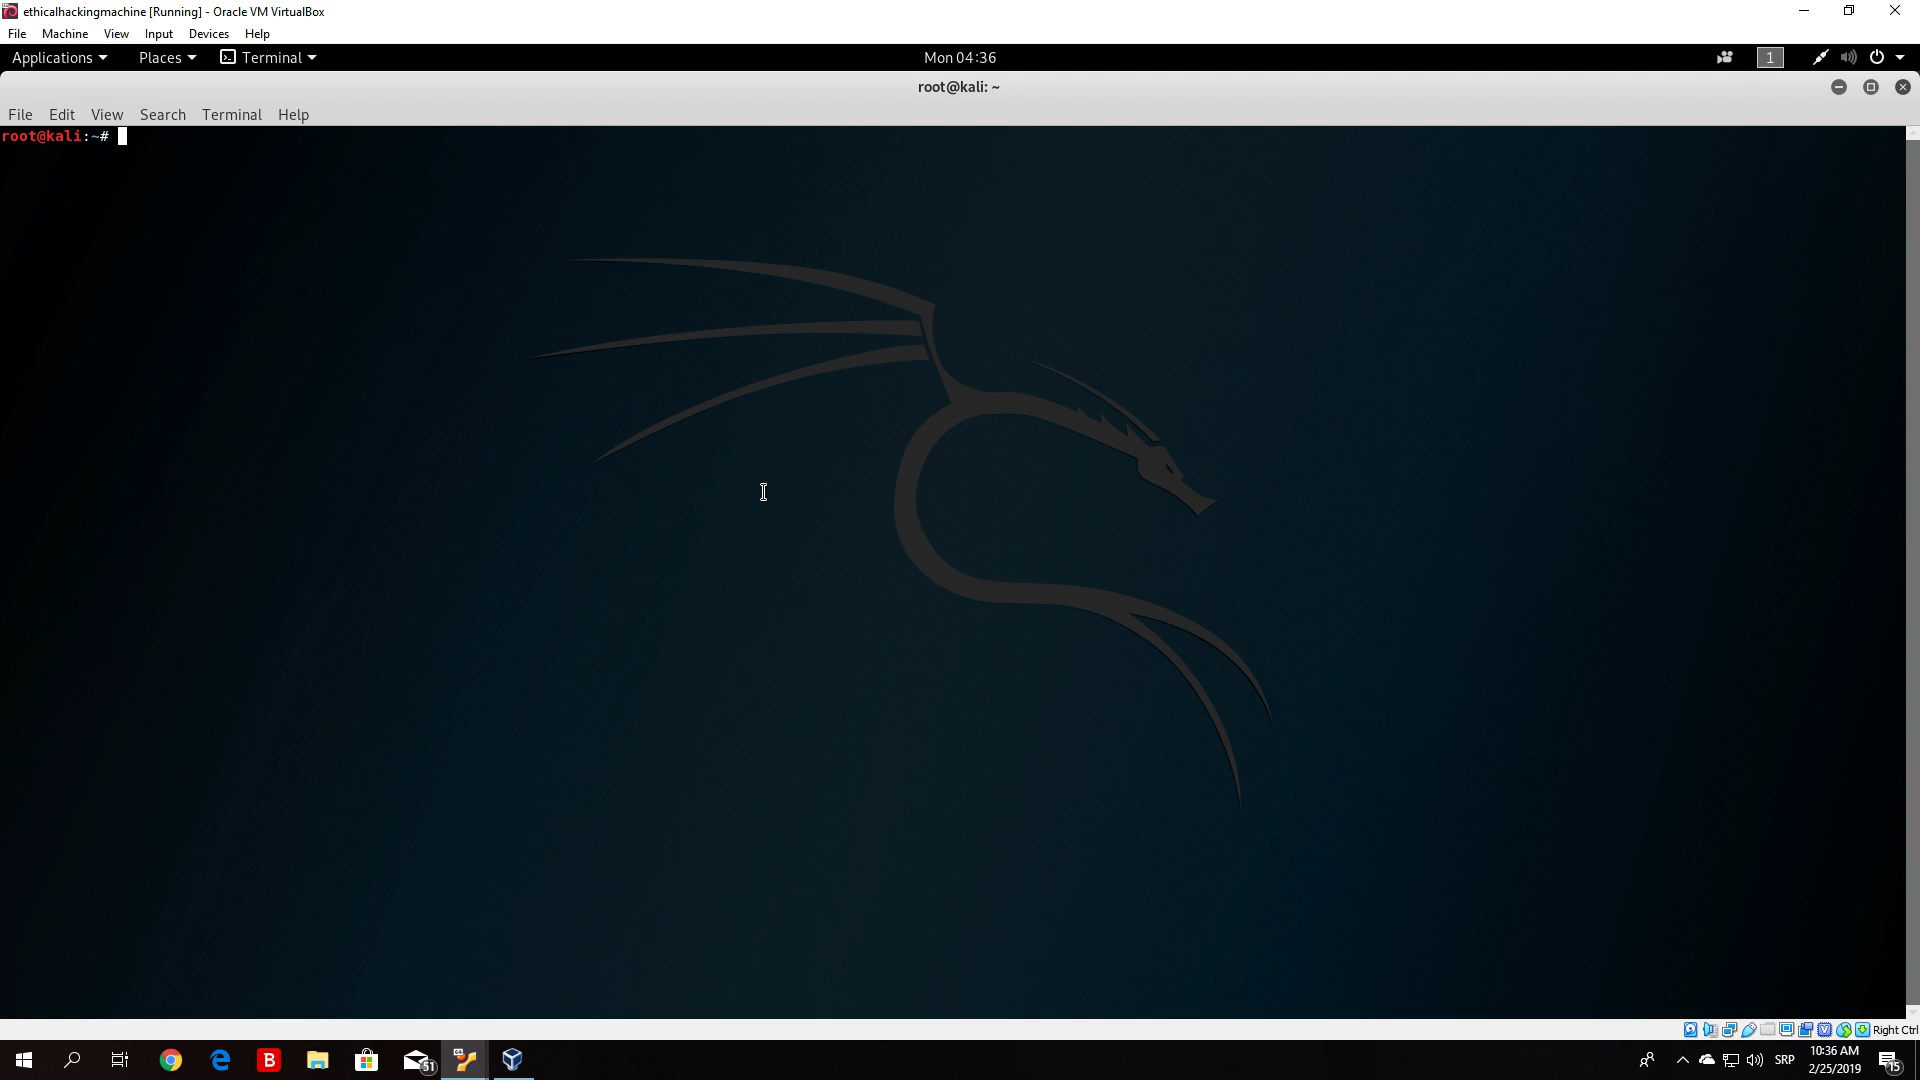 ethicalhackingmachine [Running] - Oracle VM VirtualBox
File Machine View Input Devices Help
Applications Places Terminal Mon 04:36 1
root@kali: ~
File Edit View Search Terminal Help
root@kali:~#
Right Ctrl
51 SRP 10:36 AM 15
2/25/2019